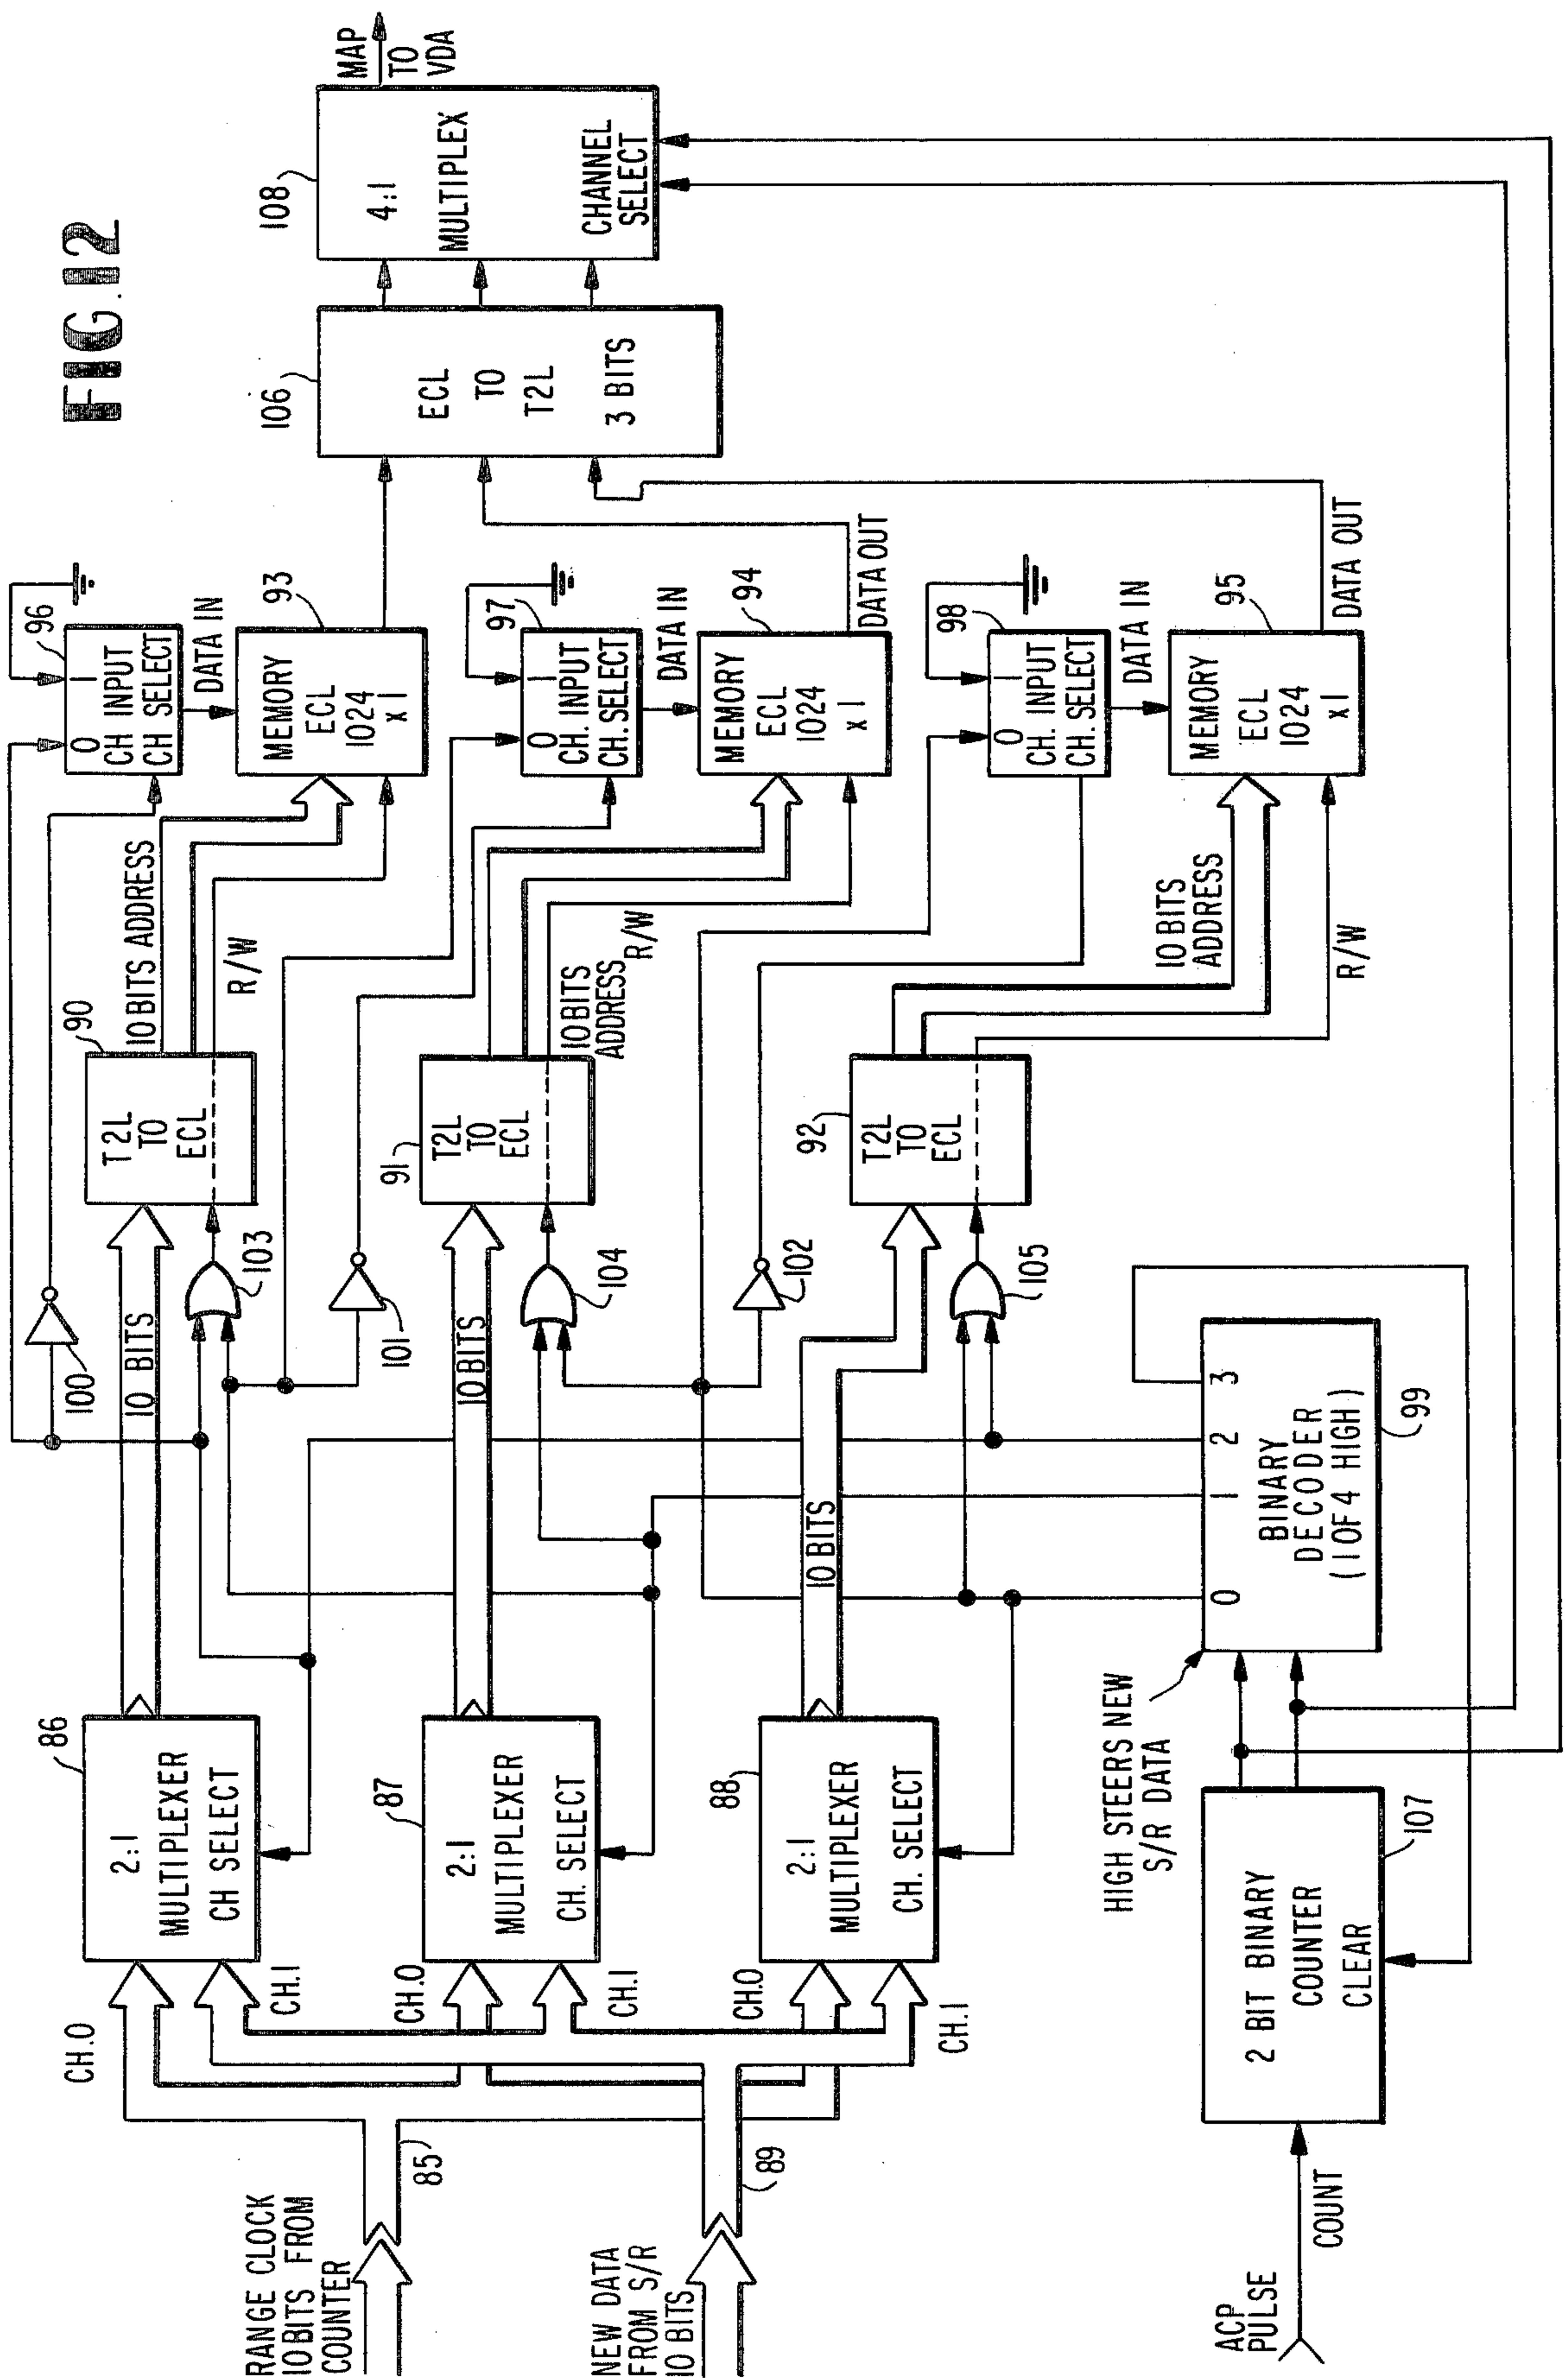 FIG.12
RANGE CLOCK
10 BITS FROM
COUNTER
85
NEW DATA
FROM S/R
10 BITS
89
CH.0
CH.1
86
2:1
MULTIPLEXER
CH SELECT
10 BITS
100
103
90
T2L
TO
ECL
10 BITS ADDRESS
R/W
96
0 1
CH INPUT
CH SELECT
DATA IN
93
MEMORY
ECL
1024
x 1
CH.0
CH.1
87
2:1
MULTIPLEXER
CH. SELECT
10 BITS
101
104
91
T2L
TO
ECL
10 BITS
ADDRESS
R/W
97
0 1
CH. INPUT
CH. SELECT
DATA IN
94
MEMORY
ECL
1024
x 1
DATA OUT
CH.0
CH.1
88
2:1
MULTIPLEXER
CH. SELECT
10 BITS
102
105
92
T2L
TO
ECL
10 BITS
ADDRESS
R/W
98
0 1
CH. INPUT
CH. SELECT
DATA IN
95
MEMORY
ECL
1024
x 1
DATA OUT
106
ECL
TO
T2L
3 BITS
108
4:1
MULTIPLEX
CHANNEL
SELECT
MAP
TO
VDA
ACP
PULSE
COUNT
2 BIT BINARY
COUNTER
CLEAR
107
HIGH STEERS NEW
S/R DATA
0 1 2 3
BINARY
DECODER
(1 OF 4 HIGH)
99